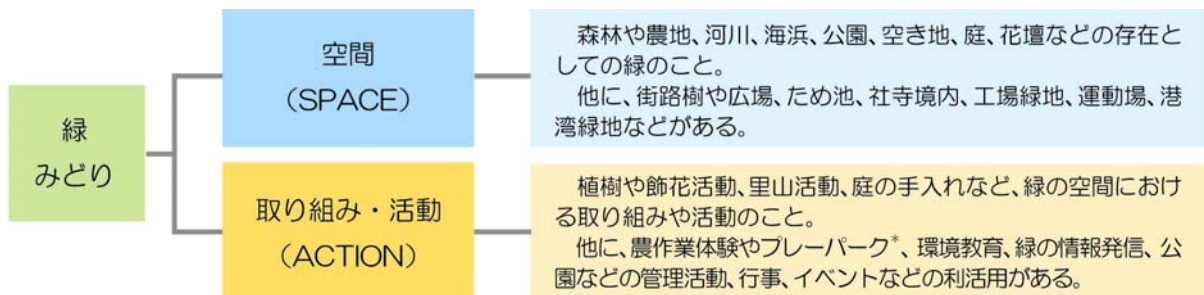 緑
みどり
空間
(SPACE)
森林や農地、河川、海浜、公園、空き地、庭、花壇などの存在と
しての緑のこと。
他に、街路樹や広場、ため池、社寺境内、工場緑地、運動場、港
湾緑地などがある。
取り組み・活動
(ACTION)
植樹や飾花活動、里山活動、庭の手入れなど、緑の空間におけ
る取り組みや活動のこと。
他に、農作業体験やプレーパーク*、環境教育、緑の情報発信、公
園などの管理活動、行事、イベントなどの利活用がある。